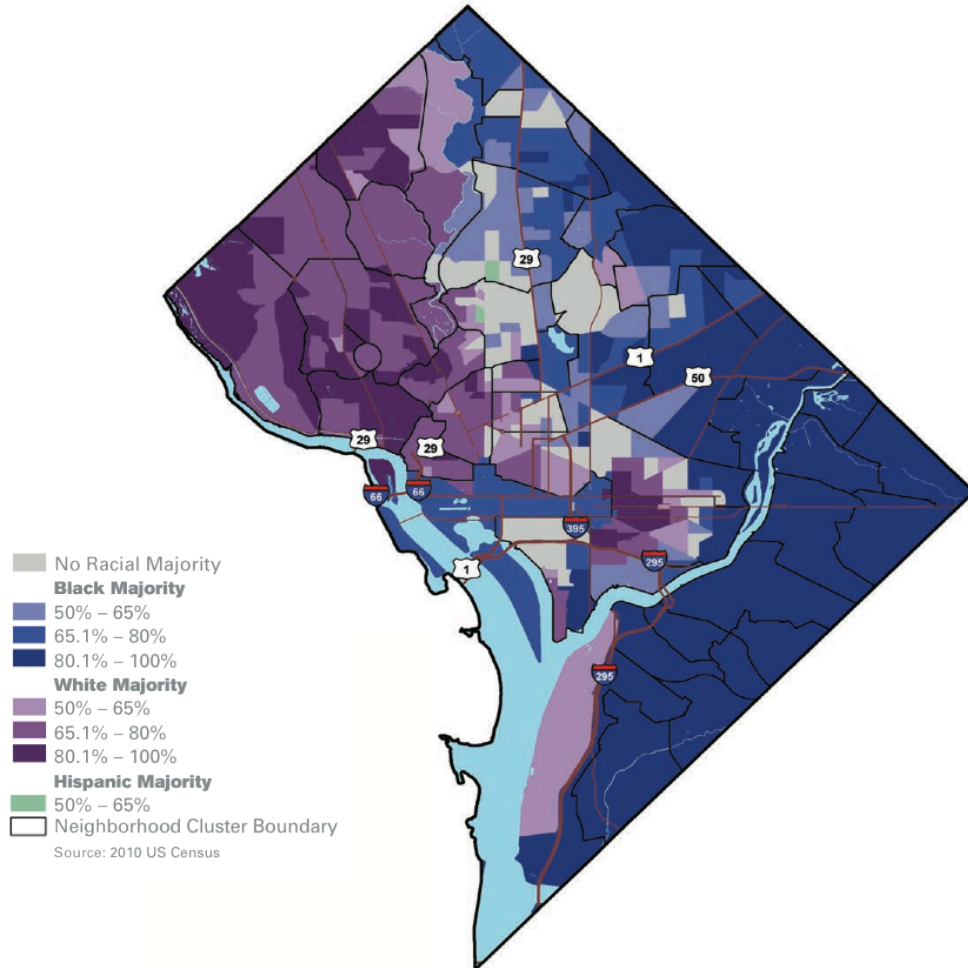 29
1
50
29
29
66
66
395
295
1
295
No Racial Majority
Black Majority
50% – 65%
65.1% – 80%
80.1% – 100%
White Majority
50% – 65%
65.1% – 80%
80.1% – 100%
Hispanic Majority
50% – 65%
Neighborhood Cluster Boundary
Source: 2010 US Census